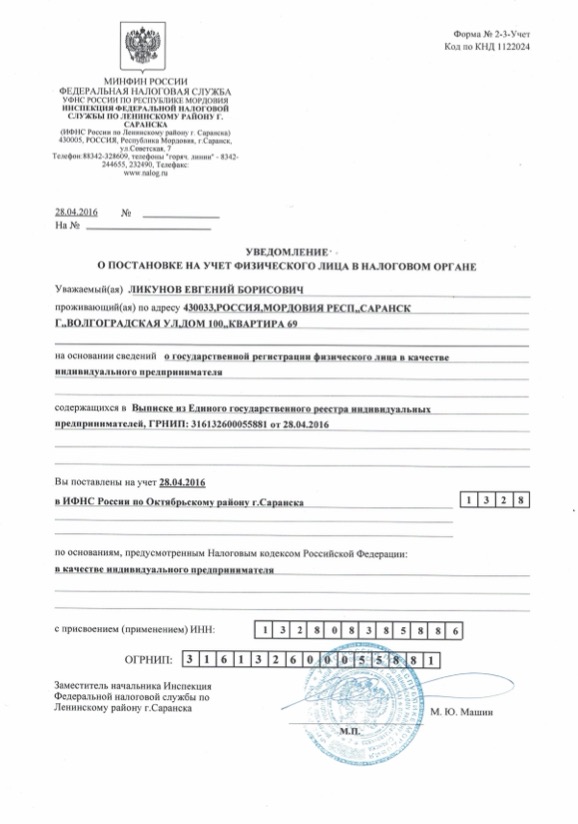 Форма № 2-3-Учет
Код по КНД 1122024
МИНФИН РОССИИ
ФЕДЕРАЛЬНАЯ НАЛОГОВАЯ СЛУЖБА
УФНС РОССИИ ПО РЕСПУБЛИКЕ МОРДОВИЯ
ИНСПЕКЦИЯ ФЕДЕРАЛЬНОЙ НАЛОГОВОЙ
СЛУЖБЫ ПО ЛЕНИНСКОМУ РАЙОНУ Г.
САРАНСКА
(ИФНС России по Ленинскому району г. Саранска)
430005, РОССИЯ, Республика Мордовия, г.Саранск,
ул.Советская, 7
Телефон:88342-328609, телефоны "горяч. линии" - 8342-
244655, 232490, Телефакс:
www.nalog.ru
28.04.2016 №
На №
УВЕДОМЛЕНИЕ
О ПОСТАНОВКЕ НА УЧЕТ ФИЗИЧЕСКОГО ЛИЦА В НАЛОГОВОМ ОРГАНЕ
Уважаемый(ая) ЛИКУНОВ ЕВГЕНИЙ БОРИСОВИЧ
проживающий(ая) по адресу 430033,РОССИЯ,МОРДОВИЯ РЕСП,,САРАНСК
Г,,ВОЛГОГРАДСКАЯ УЛ,ДОМ 100,,КВАРТИРА 69
на основании сведений о государственной регистрации физического лица в качестве
индивидуального предпринимателя
содержащихся в Выписке из Единого государственного реестра индивидуальных
предпринимателей, ГРНИП: 316132600055881 от 28.04.2016
Вы поставлены на учет 28.04.2016
в ИФНС России по Октябрьскому району г.Саранска 1 3 2 8
по основаниям, предусмотренным Налоговым кодексом Российской Федерации:
в качестве индивидуального предпринимателя
с присвоением (применением) ИНН: 1 3 2 8 0 8 3 8 5 8 8 6
ОГРНИП: 3 1 6 1 3 2 6 0 0 0 5 5 8 8 1
Заместитель начальника Инспекция
Федеральной налоговой службы по
Ленинскому району г.Саранска
М. Ю. Машин
М.П.